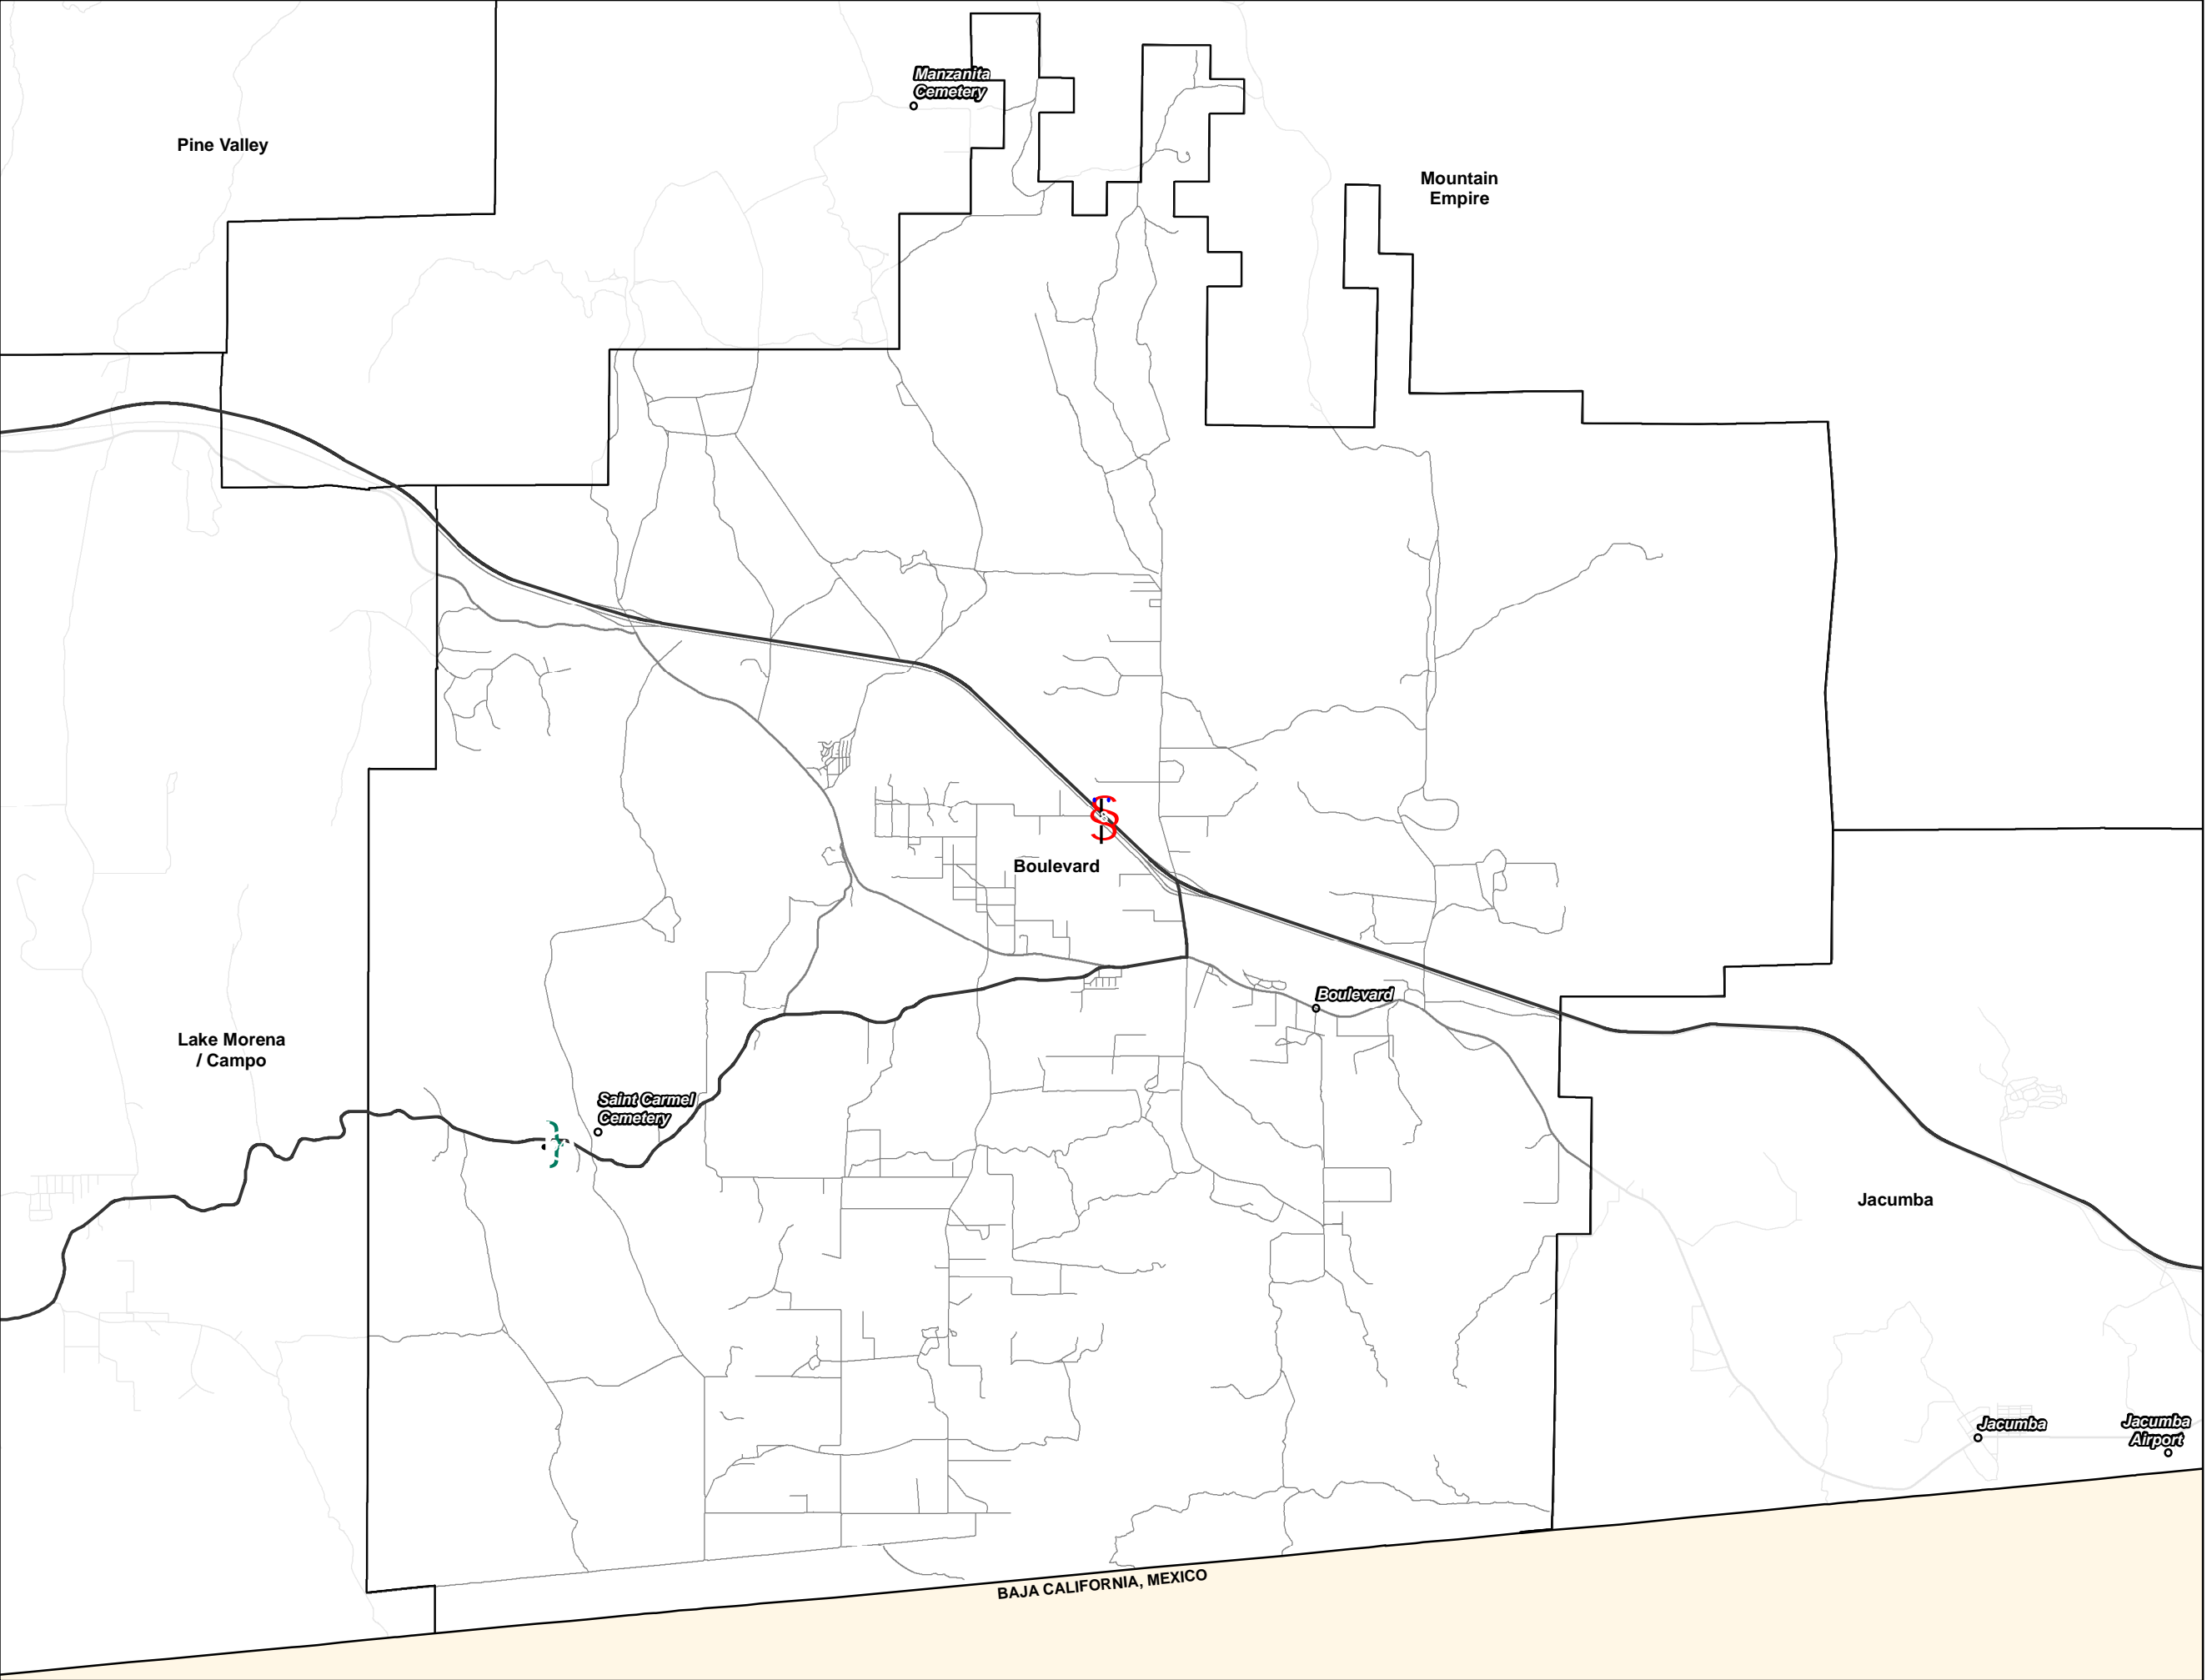 Manzanita
Cemetery
Pine Valley
Mountain
Empire
Boulevard
Boulevard
Lake Morena
/ Campo
Saint Carmel
Cemetery
Jacumba
Jacumba
Jacumba
Airport
BAJA CALIFORNIA, MEXICO